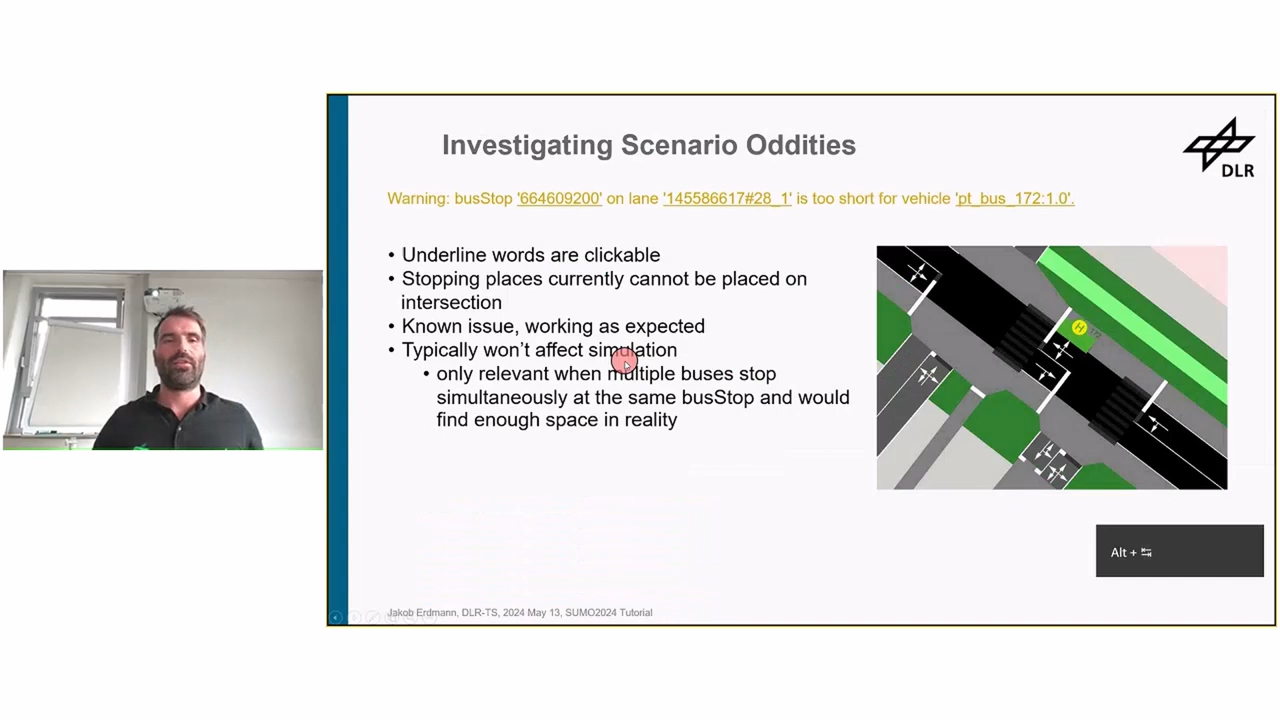 Investigating Scenario Oddities
DLR
Warning: busStop '664609200' on lane '145586617#28_1' is too short for vehicle 'pt_bus_172:1.0'.
• Underline words are clickable
• Stopping places currently cannot be placed on
intersection
• Known issue, working as expected
• Typically won't affect simulation
• only relevant when multiple buses stop
simultaneously at the same busStop and would
find enough space in reality
H
172
Alt +
Jakob Erdmann, DLR-TS, 2024 May 13, SUMO2024 Tutorial